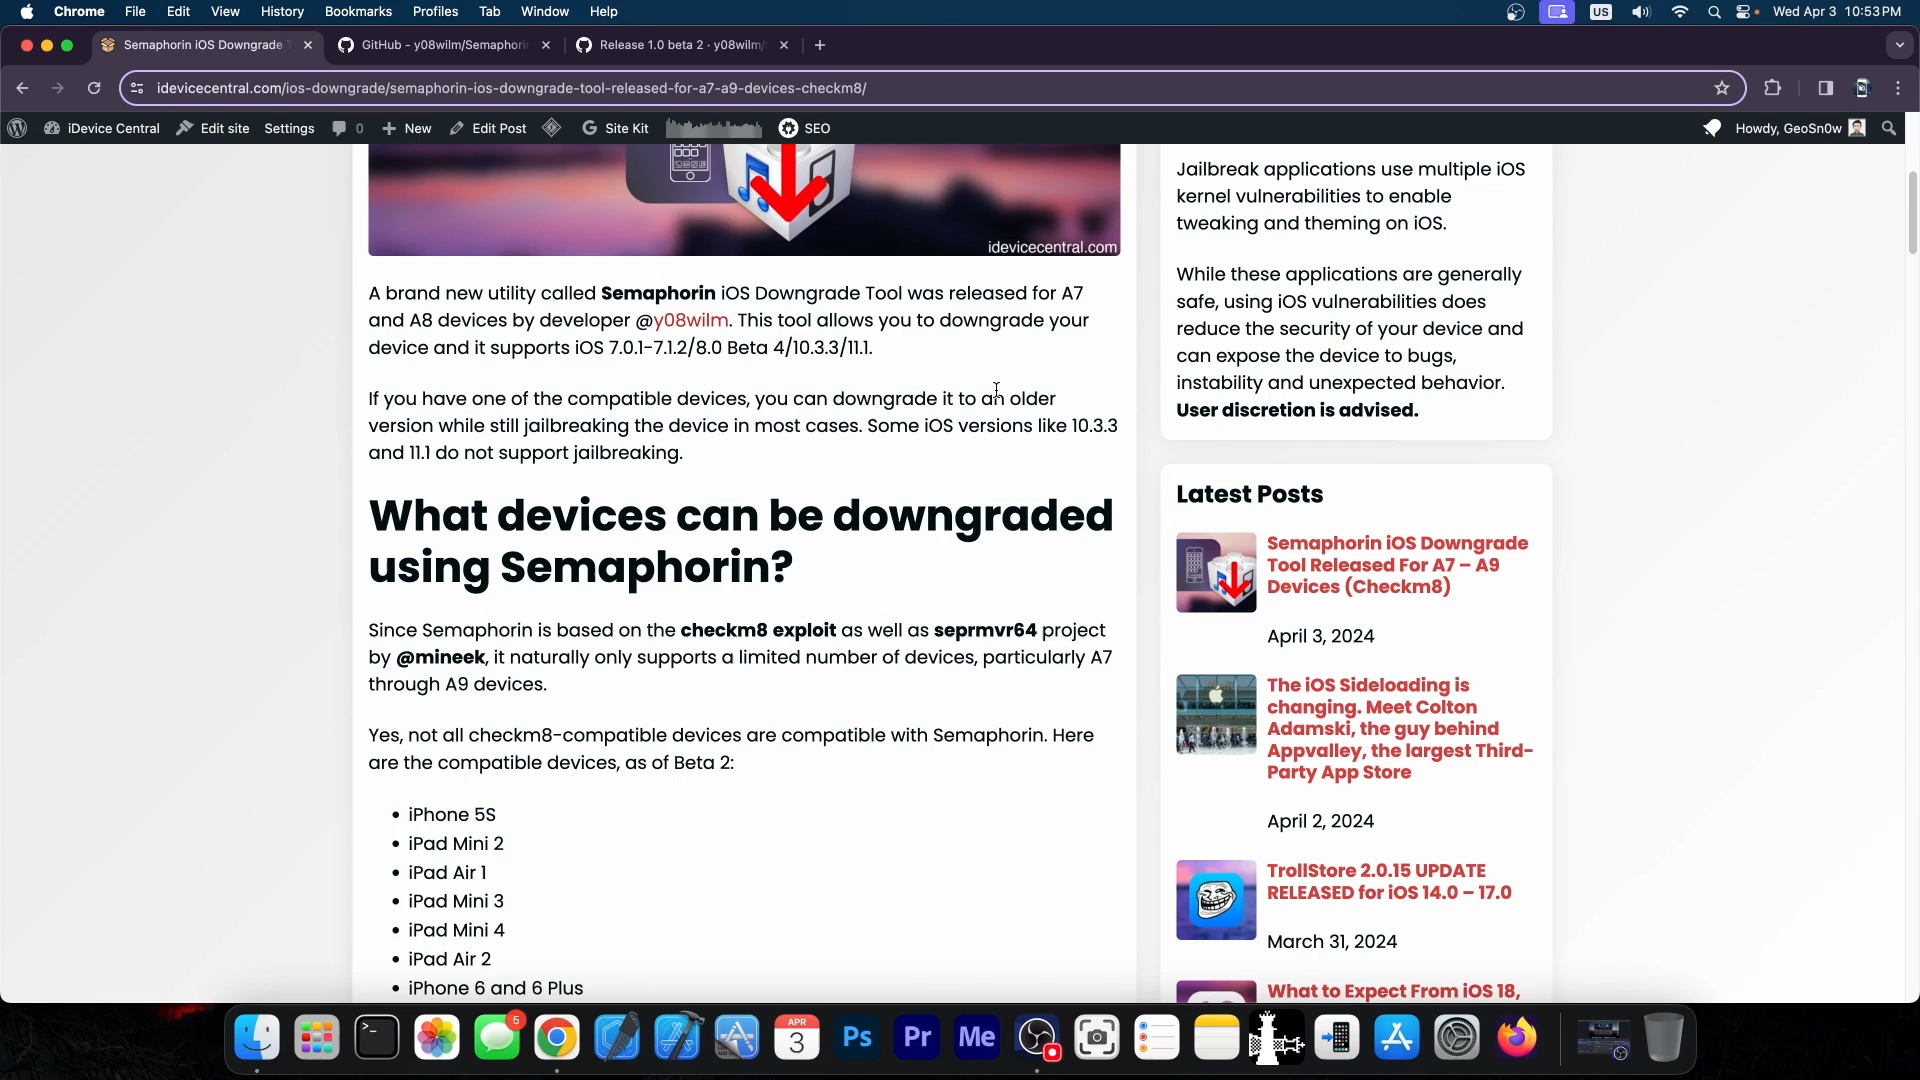 Chrome File Edit View History Bookmarks Profiles Tab Window Help US Wed Apr 3 10:53 PM
Semaphorin iOS Downgrade GitHub - y08wilm/Semaphorin Release 1.0 beta 2 · y08wilm/
idevicecentral.com/ios-downgrade/semaphorin-ios-downgrade-tool-released-for-a7-a9-devices-checkm8/
iDevice Central Edit site Settings 0 New Edit Post Site Kit SEO Howdy, GeoSn0w
idevicecentral.com
A brand new utility called Semaphorin iOS Downgrade Tool was released for A7
and A8 devices by developer @y08wilm. This tool allows you to downgrade your
device and it supports iOS 7.0.1-7.1.2/8.0 Beta 4/10.3.3/11.1.
If you have one of the compatible devices, you can downgrade it to an older
version while still jailbreaking the device in most cases. Some iOS versions like 10.3.3
and 11.1 do not support jailbreaking.
What devices can be downgraded
using Semaphorin?
Since Semaphorin is based on the checkm8 exploit as well as seprmvr64 project
by @mineek, it naturally only supports a limited number of devices, particularly A7
through A9 devices.
Yes, not all checkm8-compatible devices are compatible with Semaphorin. Here
are the compatible devices, as of Beta 2:
• iPhone 5S
• iPad Mini 2
• iPad Air 1
• iPad Mini 3
• iPad Mini 4
• iPad Air 2
• iPhone 6 and 6 Plus
Jailbreak applications use multiple iOS
kernel vulnerabilities to enable
tweaking and theming on iOS.
While these applications are generally
safe, using iOS vulnerabilities does
reduce the security of your device and
can expose the device to bugs,
instability and unexpected behavior.
User discretion is advised.
Latest Posts
Semaphorin iOS Downgrade
Tool Released For A7 – A9
Devices (Checkm8)
April 3, 2024
The iOS Sideloading is
changing. Meet Colton
Adamski, the guy behind
Appvalley, the largest Third-
Party App Store
April 2, 2024
TrollStore 2.0.15 UPDATE
RELEASED for iOS 14.0 – 17.0
March 31, 2024
What to Expect From iOS 18,
5
APR
3
Ps
Pr
Me